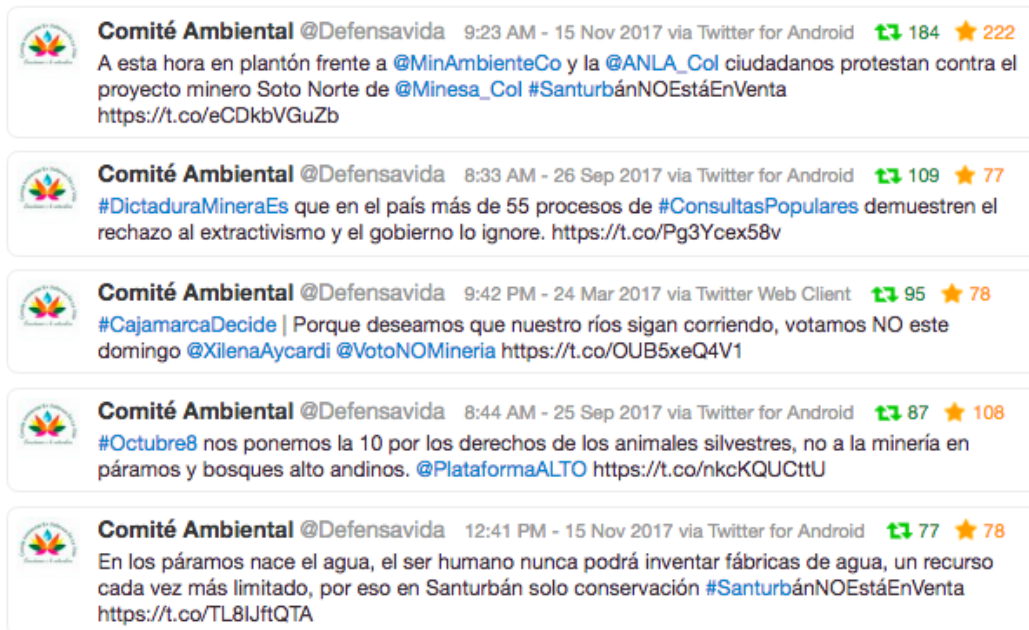 Comité Ambiental @Defensavida 9:23 AM - 15 Nov 2017 via Twitter for Android 184 222
A esta hora en plantón frente a @MinAmbienteCo y la @ANLA_Col ciudadanos protestan contra el
proyecto minero Soto Norte de @Minesa_Col #SanturbánNOEstáEnVenta
https://t.co/eCDkbVGuZb
Comité Ambiental @Defensavida 8:33 AM - 26 Sep 2017 via Twitter for Android 109 77
#DictaduraMineraEs que en el país más de 55 procesos de #ConsultasPopulares demuestren el
rechazo al extractivismo y el gobierno lo ignore. https://t.co/Pg3Ycex58v
Comité Ambiental @Defensavida 9:42 PM - 24 Mar 2017 via Twitter Web Client 95 78
#CajamarcaDecide | Porque deseamos que nuestro ríos sigan corriendo, votamos NO este
domingo @XilenaAycardi @VotoNOMineria https://t.co/OUB5xeQ4V1
Comité Ambiental @Defensavida 8:44 AM - 25 Sep 2017 via Twitter for Android 87 108
#Octubre8 nos ponemos la 10 por los derechos de los animales silvestres, no a la minería en
páramos y bosques alto andinos. @PlataformaALTO https://t.co/nkcKQUCttU
Comité Ambiental @Defensavida 12:41 PM - 15 Nov 2017 via Twitter for Android 77 78
En los páramos nace el agua, el ser humano nunca podrá inventar fábricas de agua, un recurso
cada vez más limitado, por eso en Santurbán solo conservación #SanturbánNOEstáEnVenta
https://t.co/TL8IJftQTA